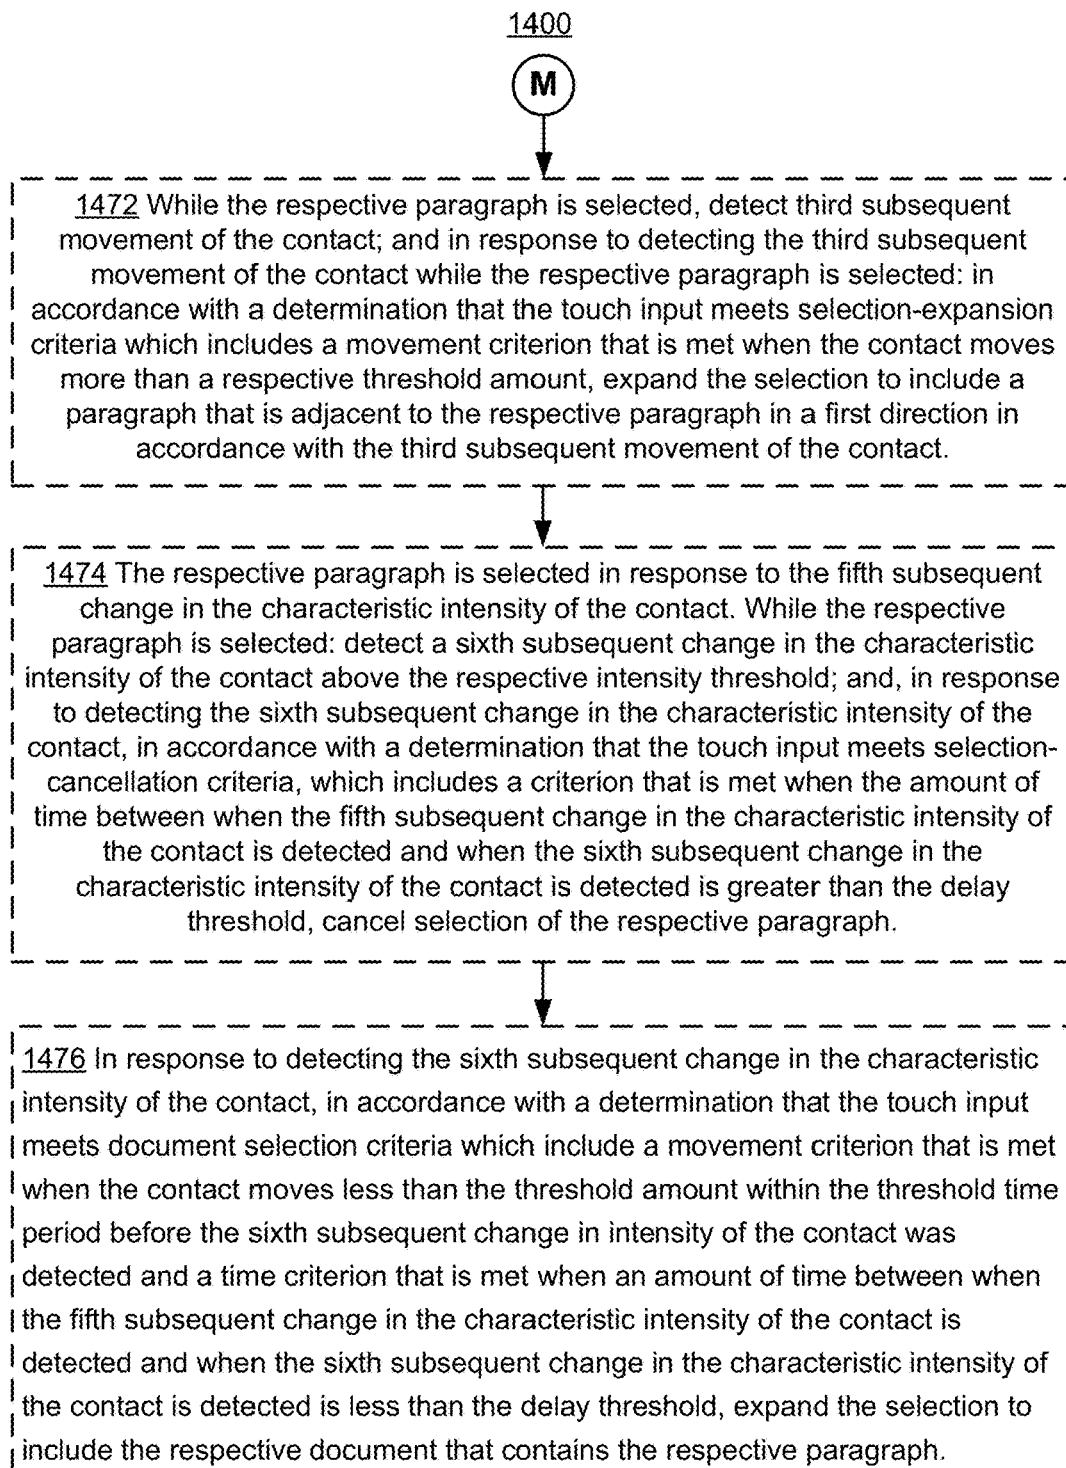 1400
M
1472 While the respective paragraph is selected, detect third subsequent
movement of the contact; and in response to detecting the third subsequent
movement of the contact while the respective paragraph is selected: in
accordance with a determination that the touch input meets selection-expansion
criteria which includes a movement criterion that is met when the contact moves
more than a respective threshold amount, expand the selection to include a
paragraph that is adjacent to the respective paragraph in a first direction in
accordance with the third subsequent movement of the contact.
1474 The respective paragraph is selected in response to the fifth subsequent
change in the characteristic intensity of the contact. While the respective
paragraph is selected: detect a sixth subsequent change in the characteristic
intensity of the contact above the respective intensity threshold; and, in response
to detecting the sixth subsequent change in the characteristic intensity of the
contact, in accordance with a determination that the touch input meets selection-
cancellation criteria, which includes a criterion that is met when the amount of
time between when the fifth subsequent change in the characteristic intensity of
the contact is detected and when the sixth subsequent change in the
characteristic intensity of the contact is detected is greater than the delay
threshold, cancel selection of the respective paragraph.
1476 In response to detecting the sixth subsequent change in the characteristic
intensity of the contact, in accordance with a determination that the touch input
meets document selection criteria which include a movement criterion that is met
when the contact moves less than the threshold amount within the threshold time
period before the sixth subsequent change in intensity of the contact was
detected and a time criterion that is met when an amount of time between when
the fifth subsequent change in the characteristic intensity of the contact is
detected and when the sixth subsequent change in the characteristic intensity of
the contact is detected is less than the delay threshold, expand the selection to
include the respective document that contains the respective paragraph.